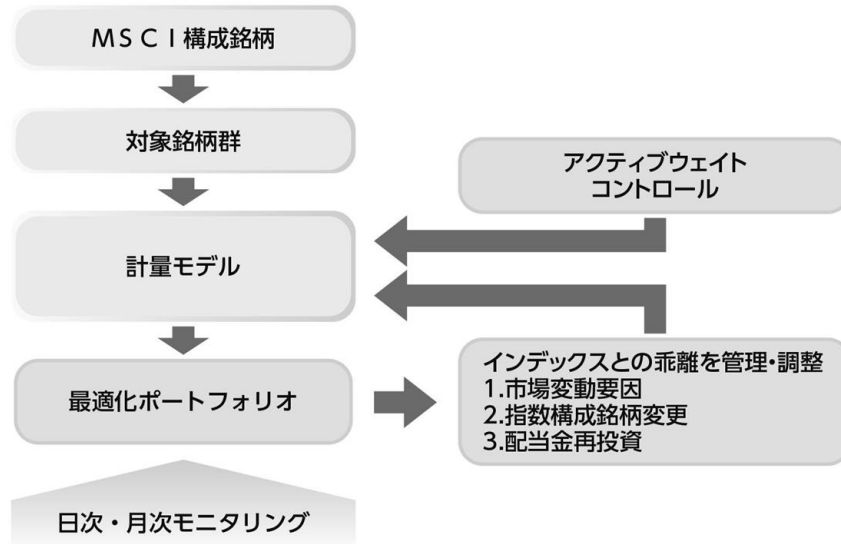 MSCI構成銘柄
対象銘柄群
アクティブウェイト
コントロール
計量モデル
最適化ポートフォリオ
インデックスとの乖離を管理・調整
1.市場変動要因
2.指数構成銘柄変更
3.配当金再投資
日次・月次モニタリング